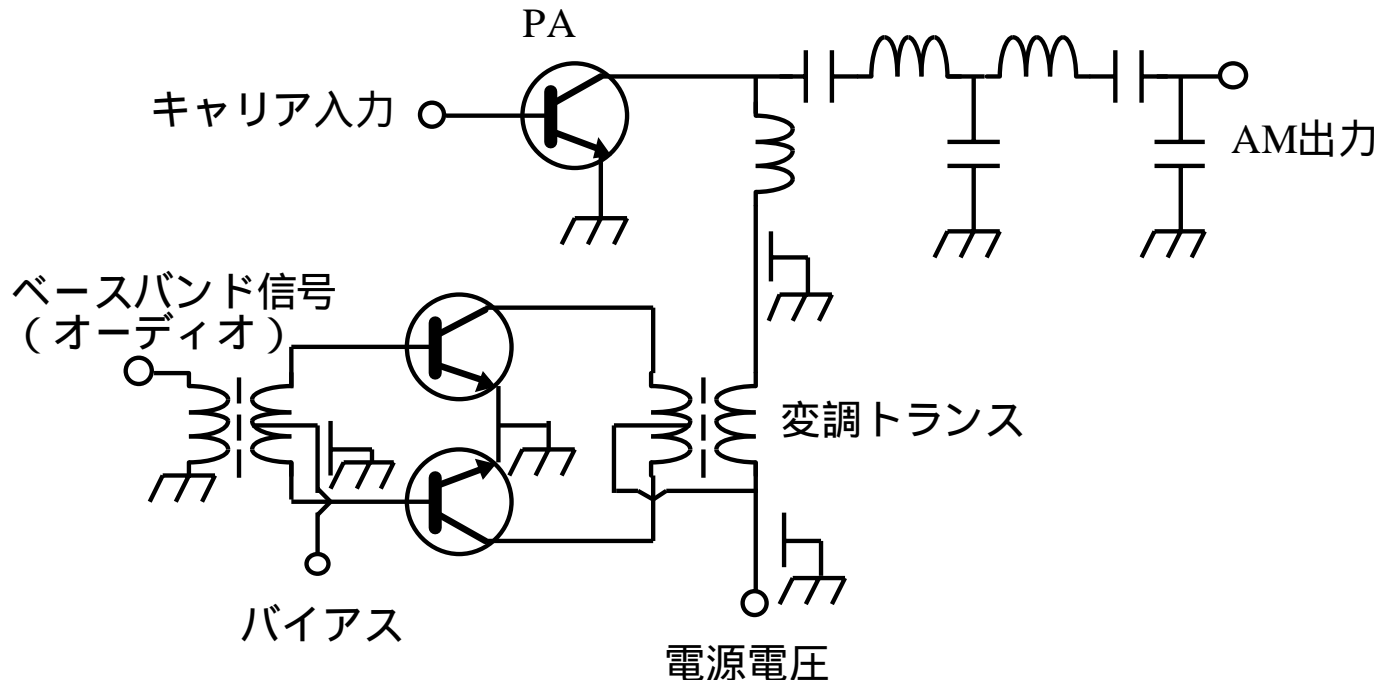 PA
キャリア入力
AM出力
ベースバンド信号
（オーディオ）
変調トランス
バイアス
電源電圧